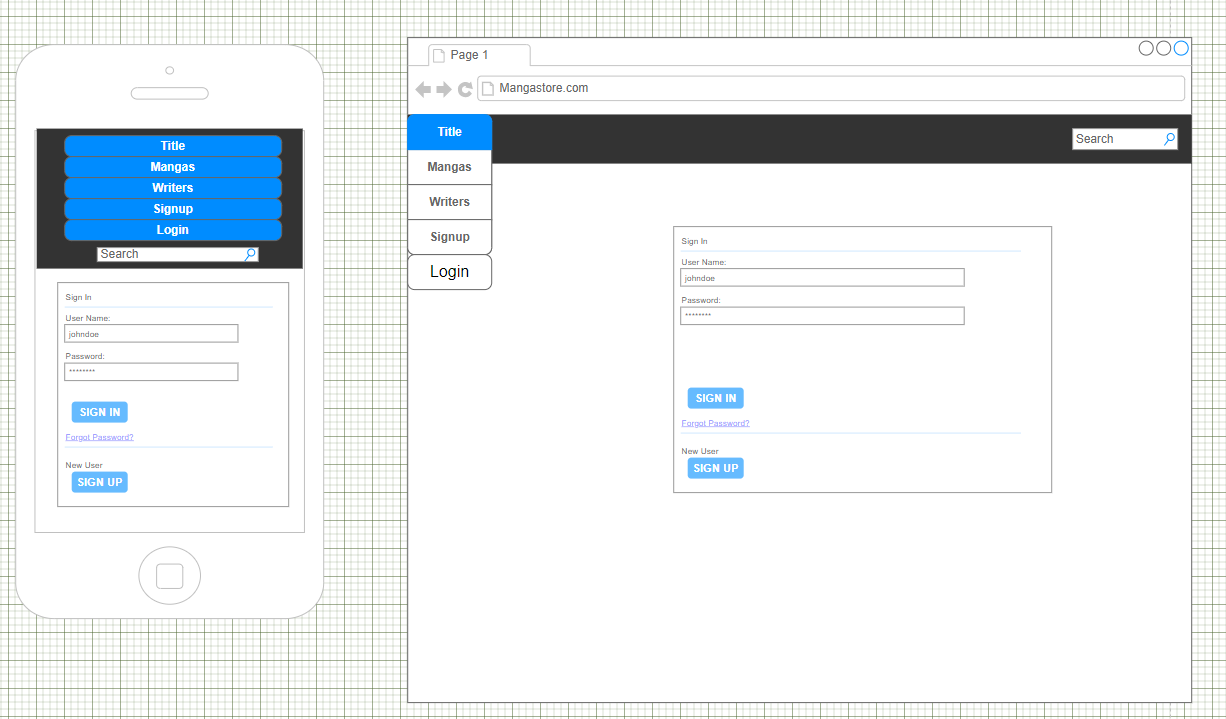 Title
Mangas
Writers
Signup
Login
Search
Sign In
User Name:
johndoe
Password:
********
SIGN IN
Forgot Password?
New User
SIGN UP
Page 1
Mangastore.com
Title
Search
Mangas
Writers
Signup
Login
Sign In
User Name:
johndoe
Password:
********
SIGN IN
Forgot Password?
New User
SIGN UP